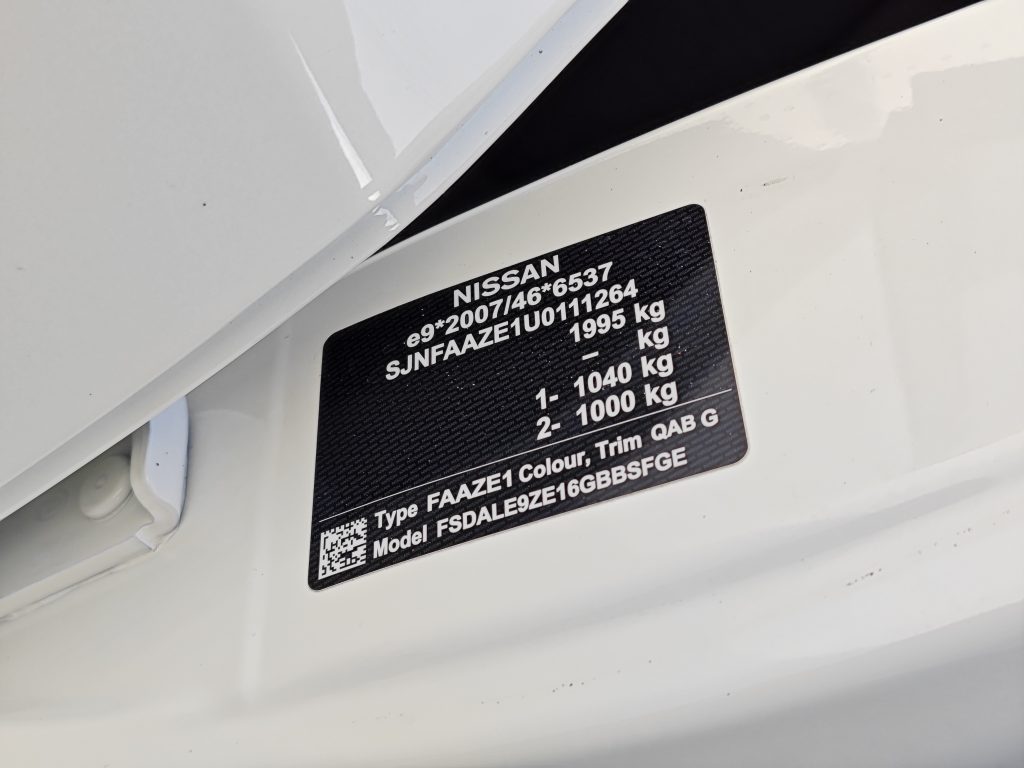 NISSAN
e9*2007/46*6537
SJNFAAZE1U0111264
1995 kg
– kg
1- 1040 kg
2- 1000 kg
Type FAAZE1 Colour, Trim QAB G
Model FSDALE9ZE16GBBSFGE